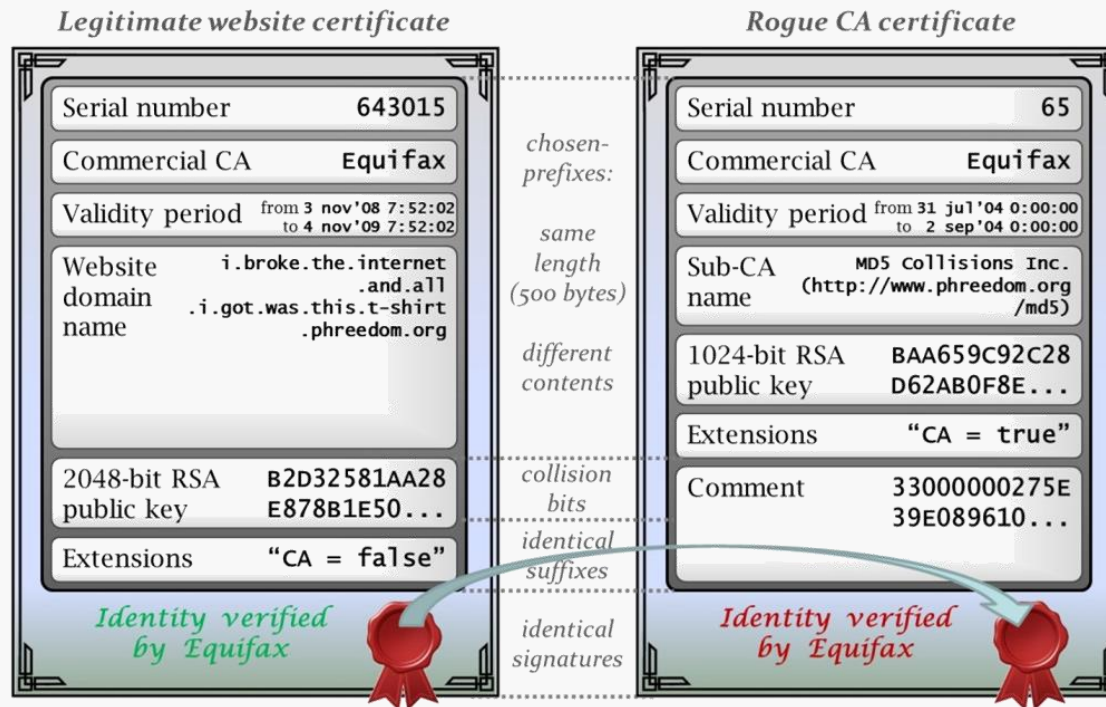 Legitimate website certificate
Serial number 643015
Commercial CA Equifax
Validity period from 3 nov'08 7:52:02
to 4 nov'09 7:52:02
Website i.broke.the.internet
domain .and.all
name .i.got.was.this.t-shirt
.phreedom.org
2048-bit RSA B2D32581AA28
public key E878B1E50...
Extensions “CA = false”
Identity verified
by Equifax
chosen-
prefixes:
same
length
(500 bytes)
different
contents
collision
bits
identical
suffixes
identical
signatures
Rogue CA certificate
Serial number 65
Commercial CA Equifax
Validity period from 31 jul'04 0:00:00
to 2 sep'04 0:00:00
Sub-CA MD5 Collisions Inc.
name (http://www.phreedom.org
/md5)
1024-bit RSA BAA659C92C28
public key D62AB0F8E...
Extensions “CA = true”
Comment 33000000275E
39E089610...
Identity verified
by Equifax